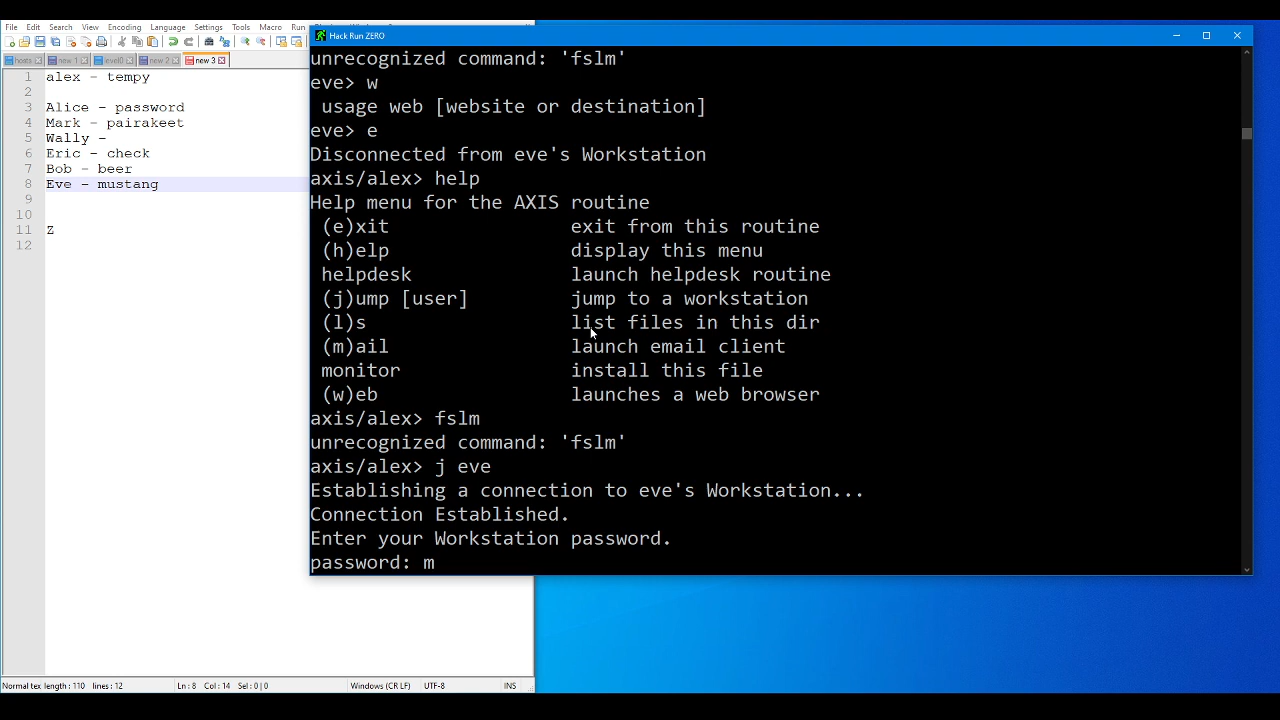 File Edit Search View Encoding Language Settings Tools Macro Run
Hack Run ZERO
hosts new 1 level0 new 2 new 3
1 alex - tempy
2
3 Alice - password
4 Mark - pairakeet
5 Wally -
6 Eric - check
7 Bob - beer
8 Eve - mustang
9
10
11 Z
12
unrecognized command: 'fslm'
eve> w
usage web [website or destination]
eve> e
Disconnected from eve's Workstation
axis/alex> help
Help menu for the AXIS routine
(e)xit exit from this routine
(h)elp display this menu
helpdesk launch helpdesk routine
(j)ump [user] jump to a workstation
(l)s list files in this dir
(m)ail launch email client
monitor install this file
(w)eb launches a web browser
axis/alex> fslm
unrecognized command: 'fslm'
axis/alex> j eve
Establishing a connection to eve's Workstation...
Connection Established.
Enter your Workstation password.
password: m
Normal tex length : 110 lines : 12 Ln : 8 Col : 14 Sel : 0 | 0 Windows (CR LF) UTF-8 INS